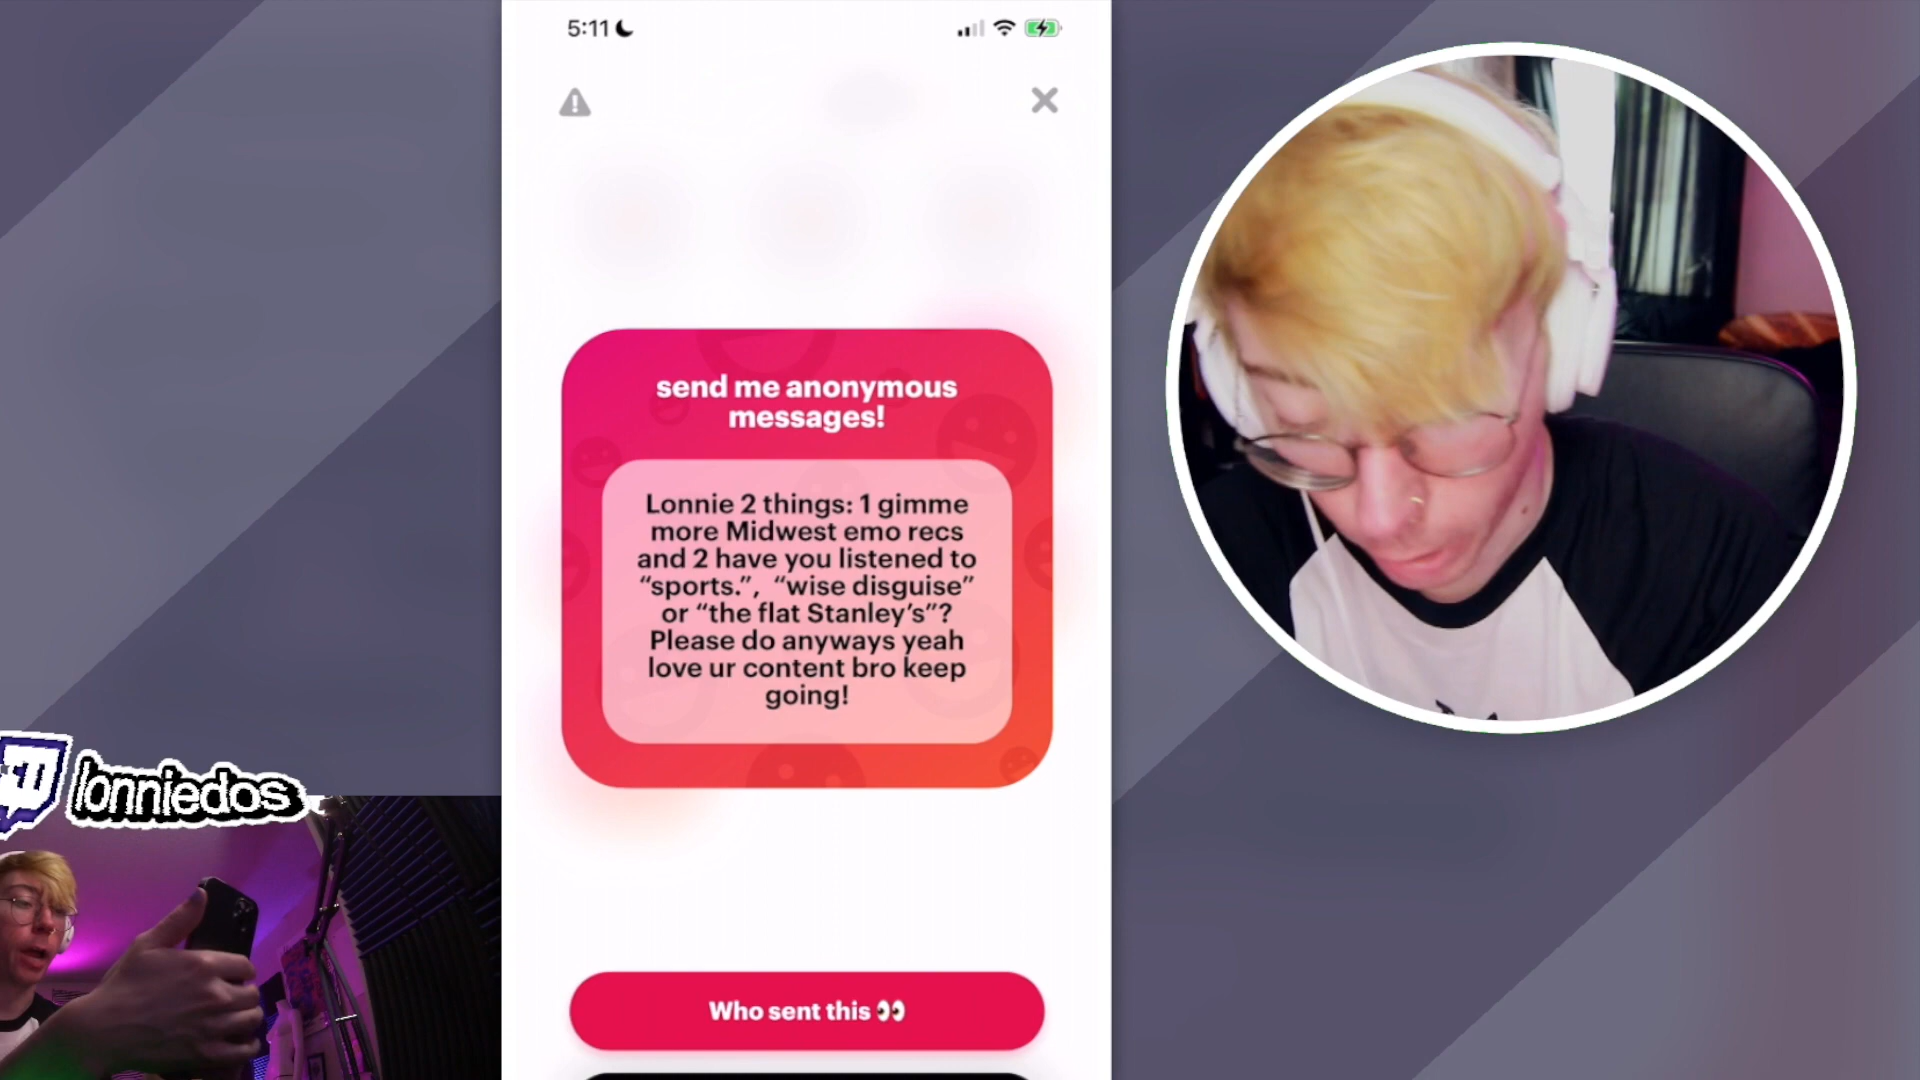 5:11
send me anonymous
messages!
Lonnie 2 things: 1 gimme
more Midwest emo recs
and 2 have you listened to
“sports.”, “wise disguise”
or “the flat Stanley’s”?
Please do anyways yeah
love ur content bro keep
going!
lonniedos
Who sent this 👀